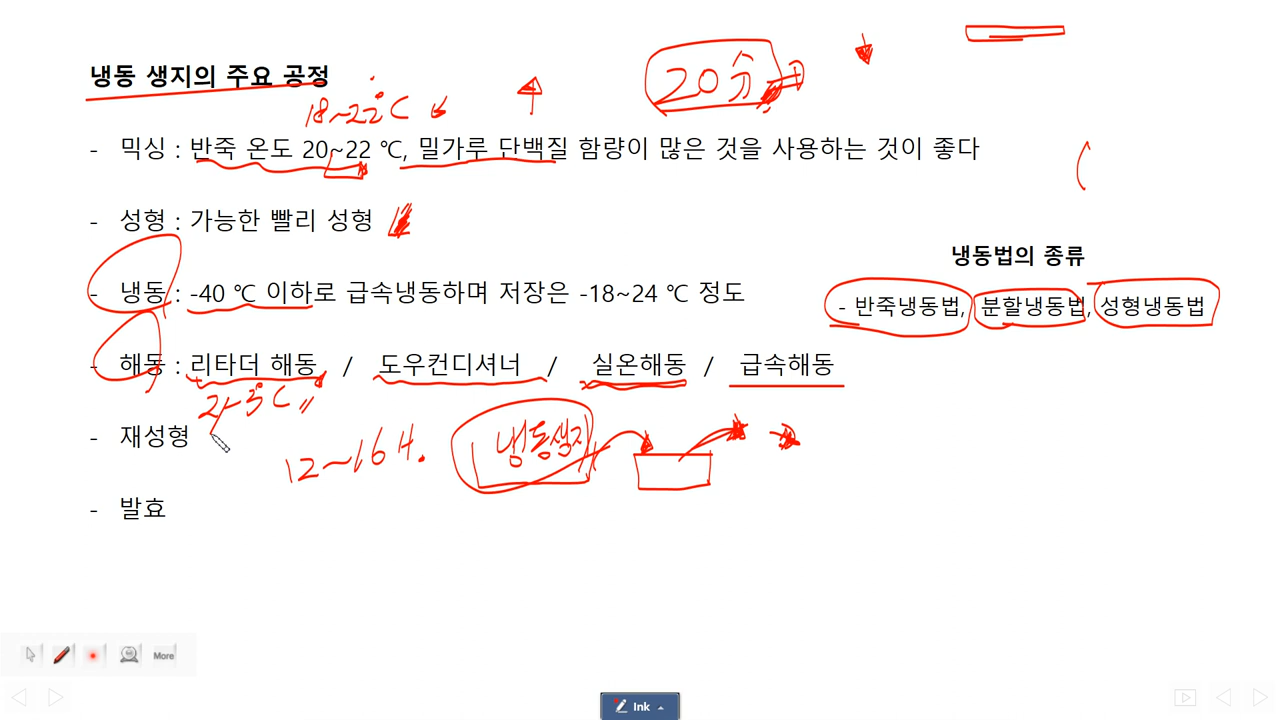 20分
냉동 생지의 주요 공정
18~22℃
- 믹싱 : 반죽 온도 20~22 ℃, 밀가루 단백질 함량이 많은 것을 사용하는 것이 좋다
- 성형 : 가능한 빨리 성형
냉동법의 종류
- 냉동 : -40 ℃ 이하로 급속냉동하며 저장은 -18~24 ℃ 정도
- 반죽냉동법, 분할냉동법, 성형냉동법
- 해동 : 리타더 해동 / 도우컨디셔너 / 실온해동 / 급속해동
2~3℃
- 재성형
12~16H.
냉동생지
- 발효
More
Ink